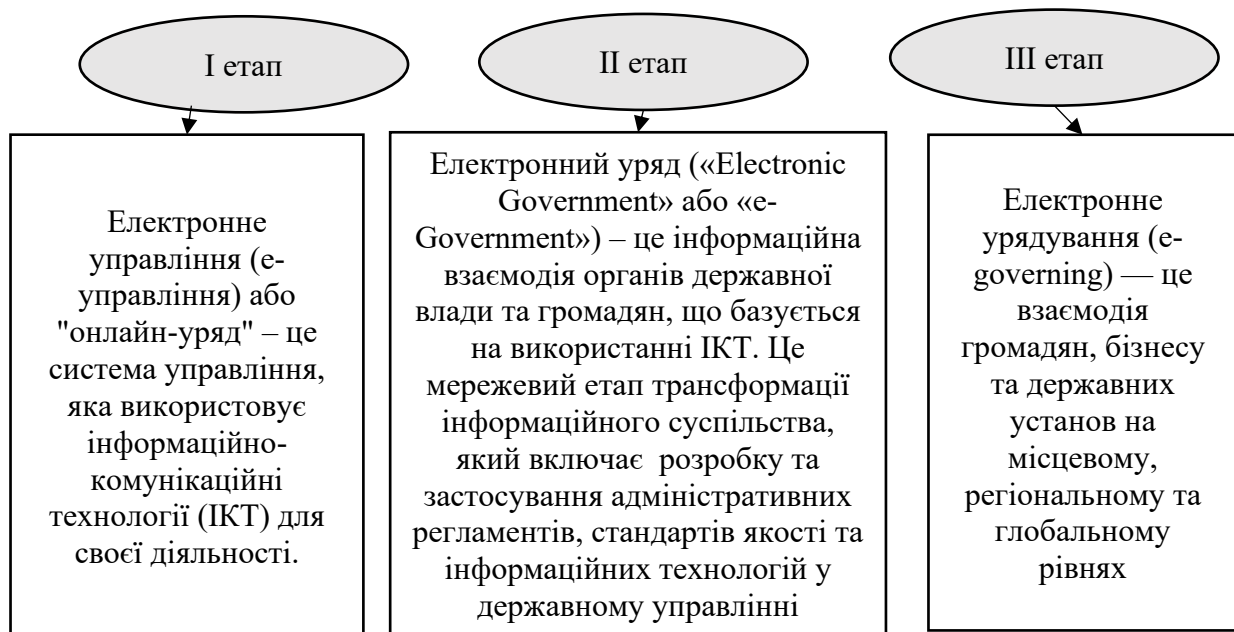 І етап
Електронне
управління (е-
управління) або
"онлайн-уряд" – це
система управління,
яка використовує
інформаційно-
комунікаційні
технології (ІКТ) для
своєї діяльності.
ІІ етап
Електронний уряд («Electronic
Government» або «e-
Government») – це інформаційна
взаємодія органів державної
влади та громадян, що базується
на використанні ІКТ. Це
мережевий етап трансформації
інформаційного суспільства,
який включає розробку та
застосування адміністративних
регламентів, стандартів якості та
інформаційних технологій у
державному управлінні
ІІІ етап
Електронне
урядування (e-
governing) — це
взаємодія
громадян, бізнесу
та державних
установ на
місцевому,
регіональному та
глобальному
рівнях